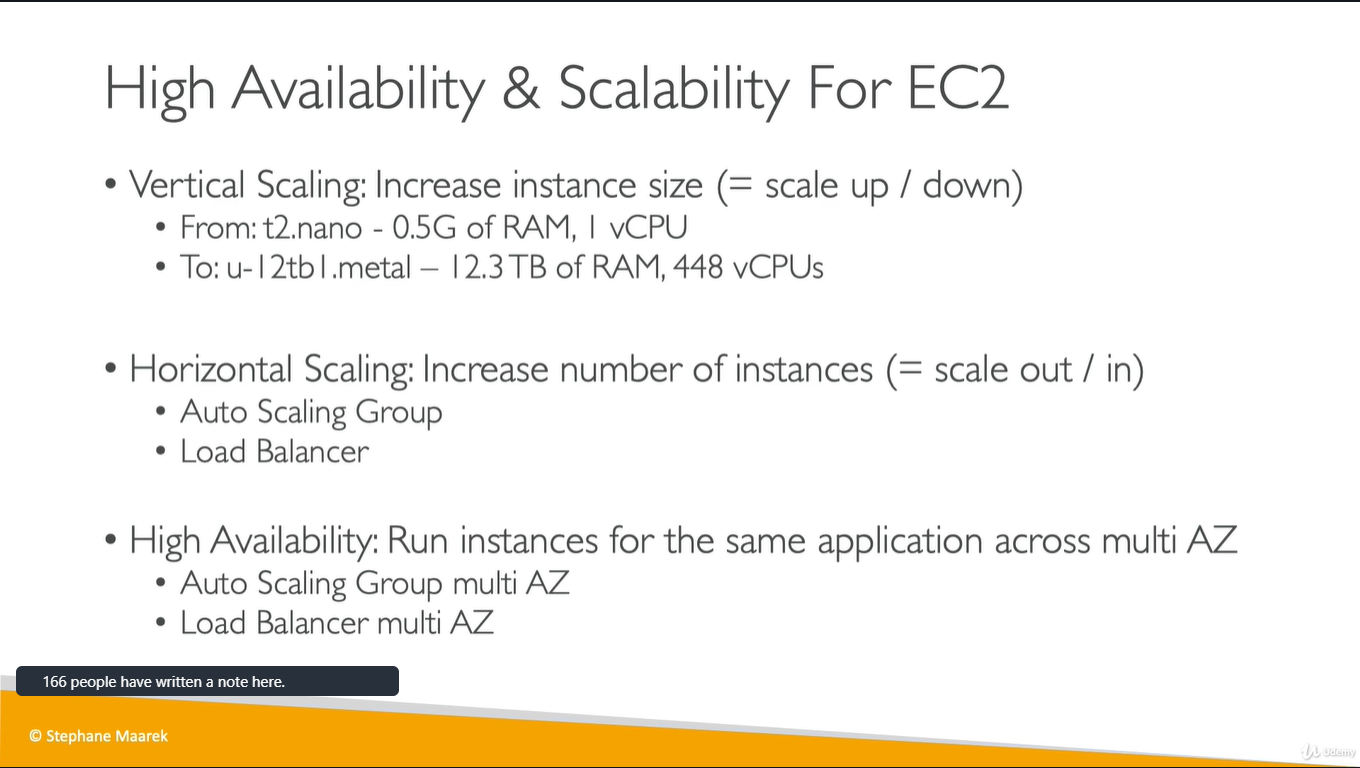 High Availability & Scalability For EC2
• Vertical Scaling: Increase instance size (= scale up / down)
• From: t2.nano - 0.5G of RAM, 1 vCPU
• To: u-12tb1.metal – 12.3 TB of RAM, 448 vCPUs
• Horizontal Scaling: Increase number of instances (= scale out / in)
• Auto Scaling Group
• Load Balancer
• High Availability: Run instances for the same application across multi AZ
• Auto Scaling Group multi AZ
• Load Balancer multi AZ
166 people have written a note here.
© Stephane Maarek
Udemy